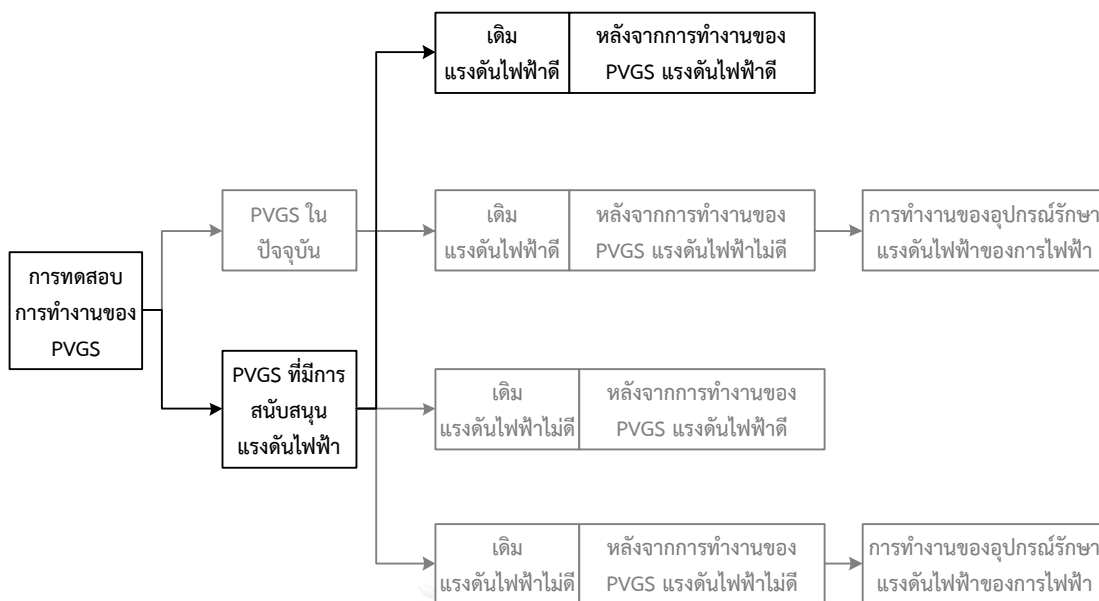 เดิม
แรงดันไฟฟ้าดี
หลังจากการทำงานของ
PVGS แรงดันไฟฟ้าดี
PVGS ใน
ปัจจุบัน
เดิม
แรงดันไฟฟ้าดี
หลังจากการทำงานของ
PVGS แรงดันไฟฟ้าไม่ดี
การทำงานของอุปกรณ์รักษา
แรงดันไฟฟ้าของการไฟฟ้า
การทดสอบ
การทำงานของ
PVGS
PVGS ที่มีการ
สนับสนุน
แรงดันไฟฟ้า
เดิม
แรงดันไฟฟ้าไม่ดี
หลังจากการทำงานของ
PVGS แรงดันไฟฟ้าดี
เดิม
แรงดันไฟฟ้าไม่ดี
หลังจากการทำงานของ
PVGS แรงดันไฟฟ้าไม่ดี
การทำงานของอุปกรณ์รักษา
แรงดันไฟฟ้าของการไฟฟ้า